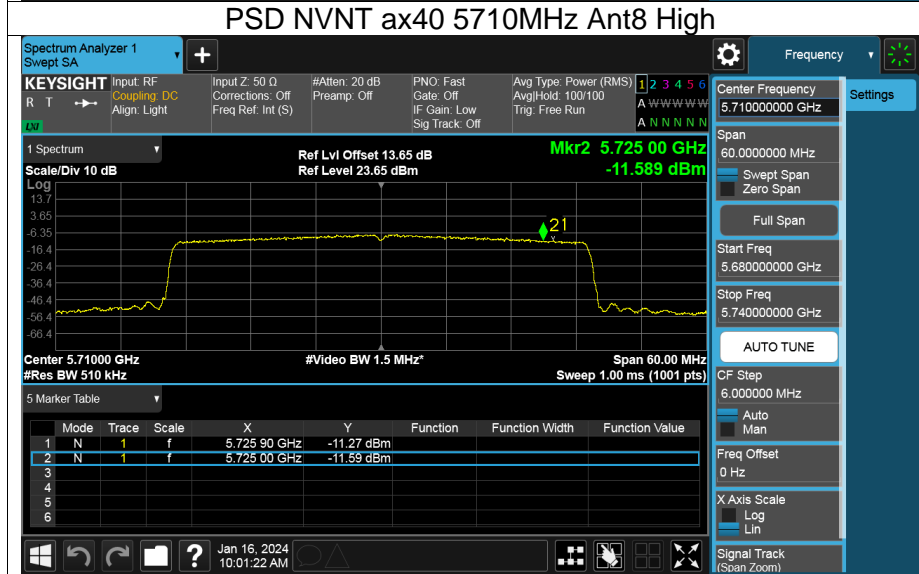 PSD NVNT ax40 5710MHz Ant8 High
Spectrum Analyzer 1
Swept SA
+
Frequency
KEYSIGHT
R T
LXI
Input: RF
Coupling: DC
Align: Light
Input Z: 50 Ω
Corrections: Off
Freq Ref: Int (S)
#Atten: 20 dB
Preamp: Off
PNO: Fast
Gate: Off
IF Gain: Low
Sig Track: Off
Avg Type: Power (RMS)
Avg|Hold: 100/100
Trig: Free Run
1 2 3 4 5 6
A W W W W W
A N N N N N
1 Spectrum
Scale/Div 10 dB
Ref Lvl Offset 13.65 dB
Ref Level 23.65 dBm
Mkr2 5.725 00 GHz
-11.589 dBm
Log
13.7
3.65
-6.35
-16.4
-26.4
-36.4
-46.4
-56.4
-66.4
21
Center 5.71000 GHz
#Res BW 510 kHz
#Video BW 1.5 MHz*
Span 60.00 MHz
Sweep 1.00 ms (1001 pts)
5 Marker Table
Mode Trace Scale X Y Function Function Width Function Value
1 N 1 f 5.725 90 GHz -11.27 dBm
2 N 1 f 5.725 00 GHz -11.59 dBm
3
4
5
6
?
Jan 16, 2024
10:01:22 AM
Center Frequency
5.710000000 GHz
Settings
Span
60.0000000 MHz
Swept Span
Zero Span
Full Span
Start Freq
5.680000000 GHz
Stop Freq
5.740000000 GHz
AUTO TUNE
CF Step
6.000000 MHz
Auto
Man
Freq Offset
0 Hz
X Axis Scale
Log
Lin
Signal Track
(Span Zoom)